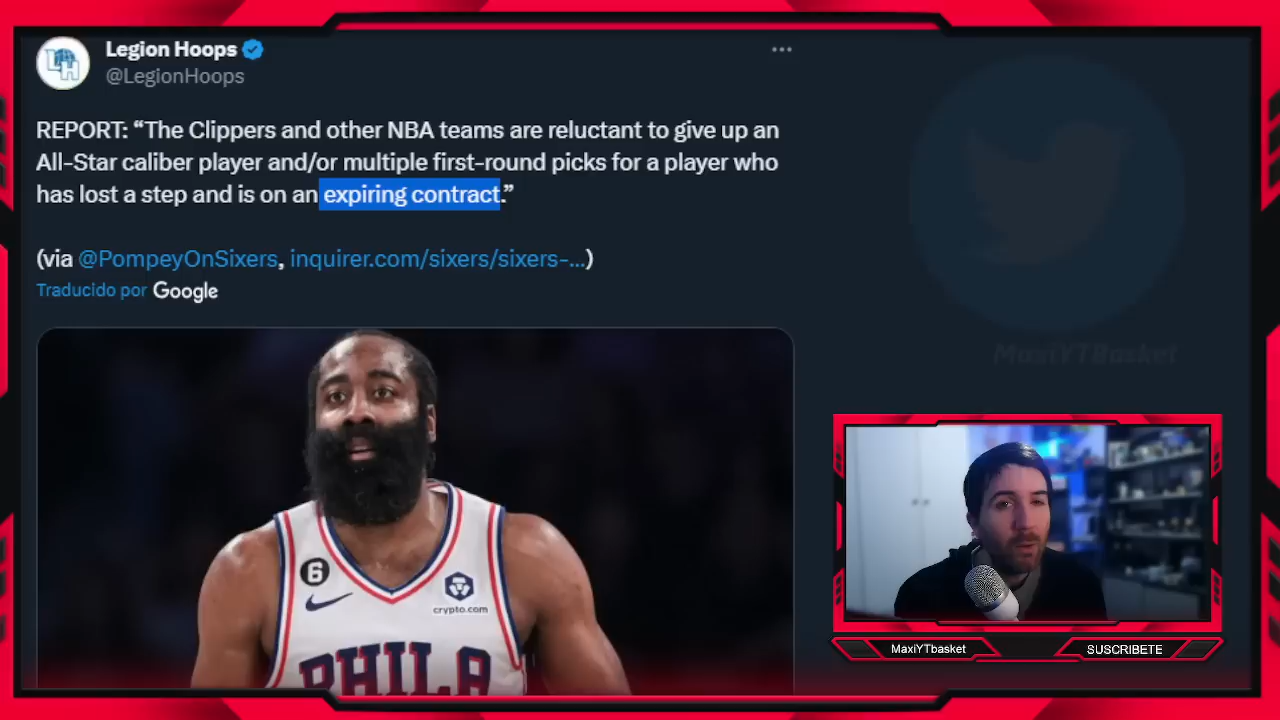 Legion Hoops
@LegionHoops
REPORT: “The Clippers and other NBA teams are reluctant to give up an
All-Star caliber player and/or multiple first-round picks for a player who
has lost a step and is on an expiring contract.”
(via @PompeyOnSixers, inquirer.com/sixers/sixers-...)
Traducido por Google
MaxiYTBasket
6
crypto.com
PHILA
MaxiYTbasket
SUSCRIBETE